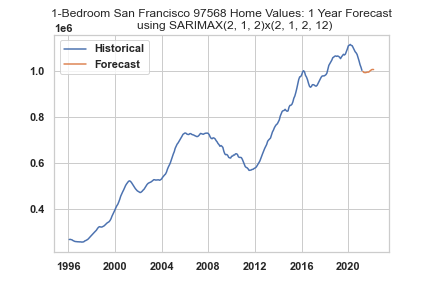 1-Bedroom San Francisco 97568 Home Values: 1 Year Forecast
using SARIMAX(2, 1, 2)x(2, 1, 2, 12)
1e6
Historical
Forecast
1.0
0.8
0.6
0.4
1996 2000 2004 2008 2012 2016 2020